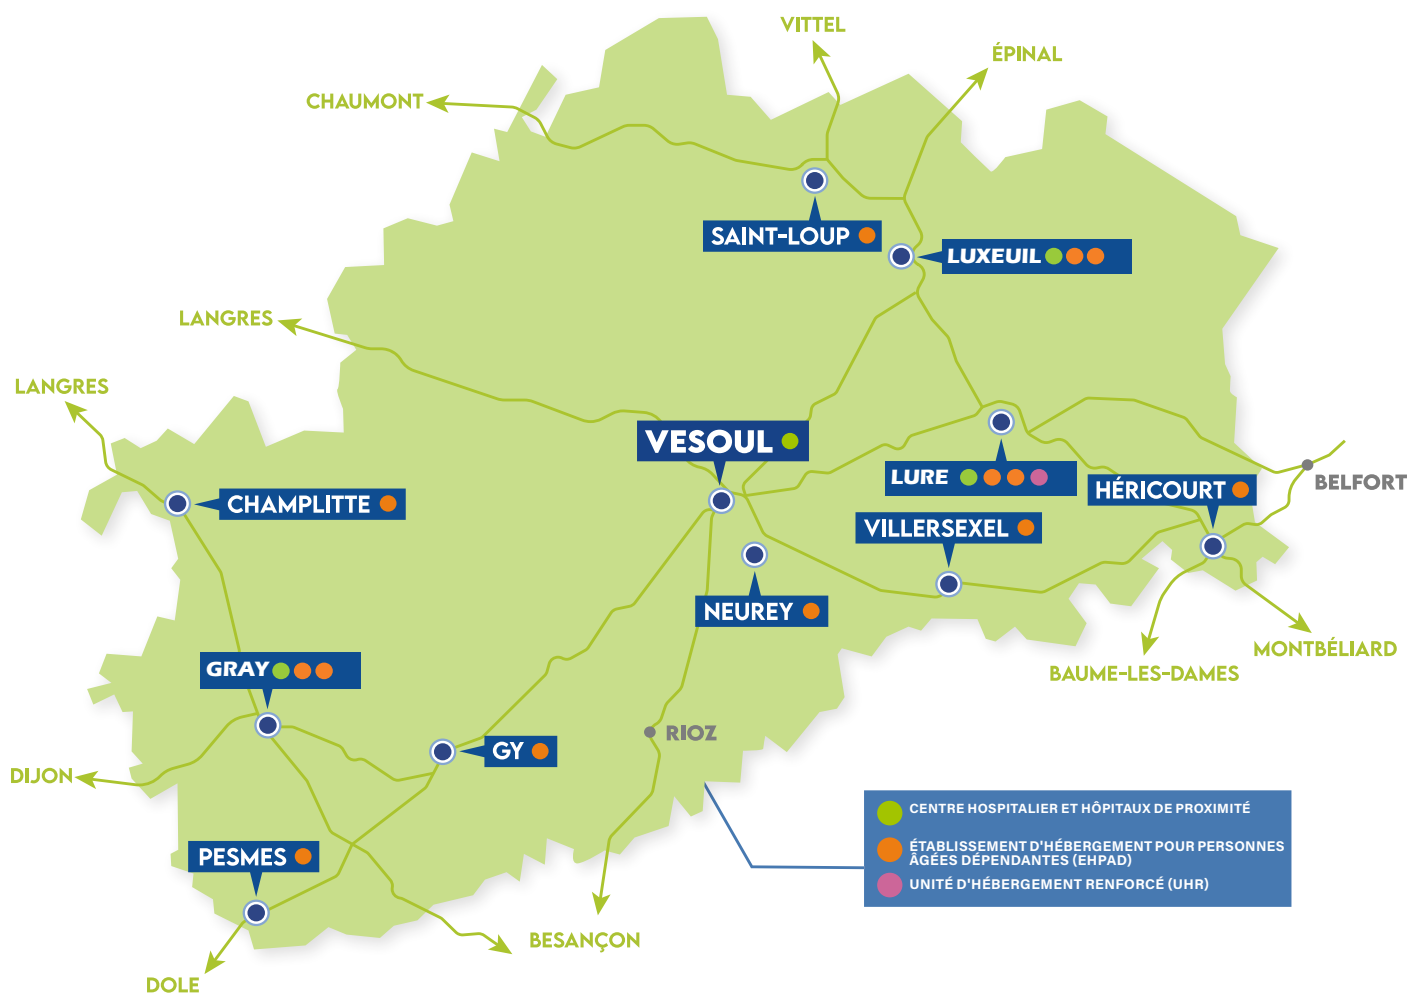 VITTEL
ÉPINAL
CHAUMONT
SAINT-LOUP
LUXEUIL
LANGRES
LANGRES
VESOUL
LURE
HÉRICOURT
BELFORT
CHAMPLITTE
VILLERSEXEL
NEUREY
MONTBÉLIARD
BAUME-LES-DAMES
GRAY
RIOZ
GY
DIJON
CENTRE HOSPITALIER ET HÔPITAUX DE PROXIMITÉ
ÉTABLISSEMENT D'HÉBERGEMENT POUR PERSONNES
ÂGÉES DÉPENDANTES (EHPAD)
UNITÉ D'HÉBERGEMENT RENFORCÉ (UHR)
PESMES
BESANÇON
DOLE